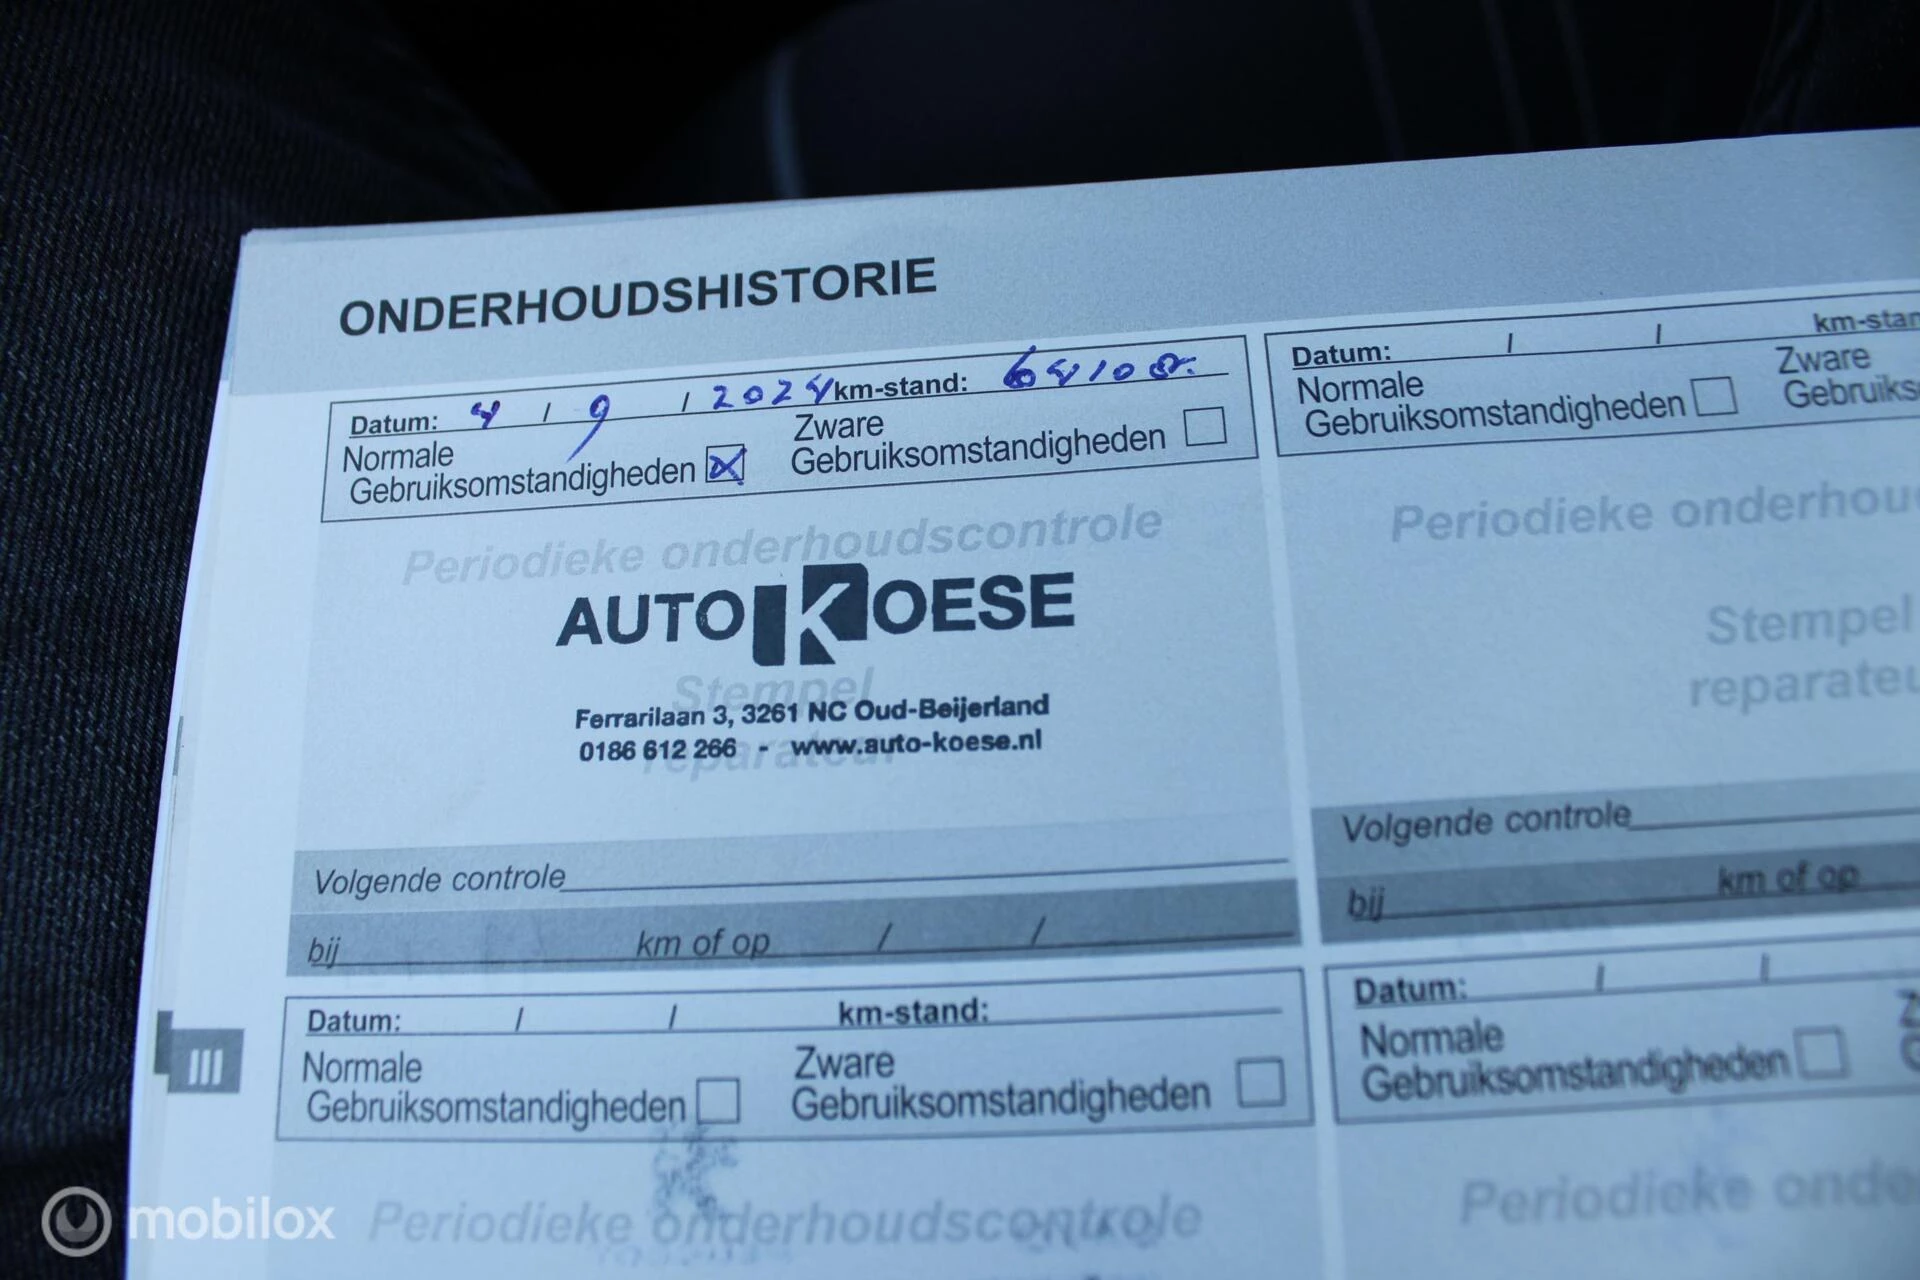 ONDERHOUDSHISTORIE
Datum: 4 / 9 / 2024 km-stand:
Normale
Gebruiksomstandigheden
Zware
Gebruiksomstandigheden
Periodieke onderhoudscontrole
AUTO KOESE
Stempel
Ferrarilaan 3, 3261 NC Oud-Beijerland
0186 612 266 - www.auto-koese.nl
reparateur
Volgende controle
bij km of op / /
Datum: / / km-stan
Normale
Gebruiksomstandigheden
Zware
Gebruiks
Periodieke onderhou
Stempel
reparateu
Volgende controle
bij km of op
III
Datum: / / km-stand:
Normale
Gebruiksomstandigheden
Zware
Gebruiksomstandigheden
Periodieke onderhoudscontrole
Datum: / /
Normale
Gebruiksomstandigheden
Periodieke onde
mobilox